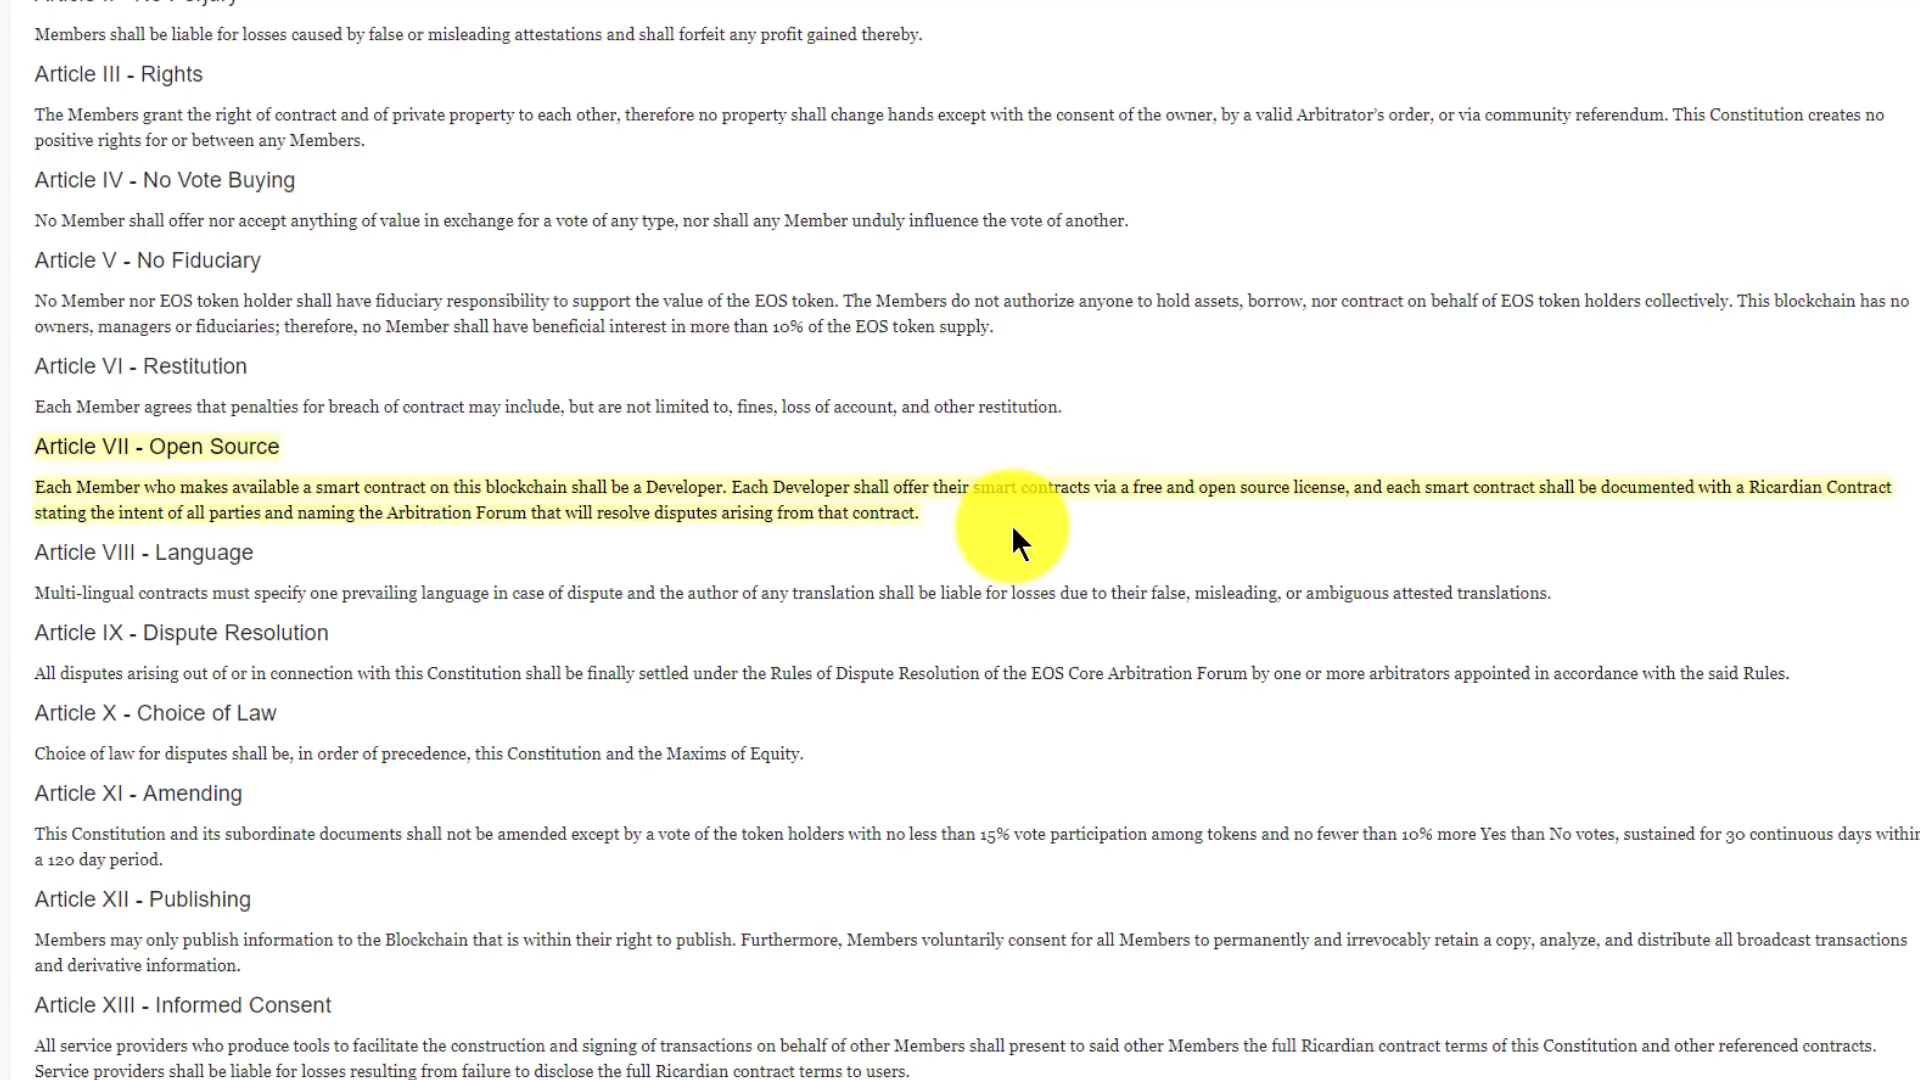 Members shall be liable for losses caused by false or misleading attestations and shall forfeit any profit gained thereby.
Article III - Rights
The Members grant the right of contract and of private property to each other, therefore no property shall change hands except with the consent of the owner, by a valid Arbitrator's order, or via community referendum. This Constitution creates no
positive rights for or between any Members.
Article IV - No Vote Buying
No Member shall offer nor accept anything of value in exchange for a vote of any type, nor shall any Member unduly influence the vote of another.
Article V - No Fiduciary
No Member nor EOS token holder shall have fiduciary responsibility to support the value of the EOS token. The Members do not authorize anyone to hold assets, borrow, nor contract on behalf of EOS token holders collectively. This blockchain has no
owners, managers or fiduciaries; therefore, no Member shall have beneficial interest in more than 10% of the EOS token supply.
Article VI - Restitution
Each Member agrees that penalties for breach of contract may include, but are not limited to, fines, loss of account, and other restitution.
Article VII - Open Source
Each Member who makes available a smart contract on this blockchain shall be a Developer. Each Developer shall offer their smart contracts via a free and open source license, and each smart contract shall be documented with a Ricardian Contract
stating the intent of all parties and naming the Arbitration Forum that will resolve disputes arising from that contract.
Article VIII - Language
Multi-lingual contracts must specify one prevailing language in case of dispute and the author of any translation shall be liable for losses due to their false, misleading, or ambiguous attested translations.
Article IX - Dispute Resolution
All disputes arising out of or in connection with this Constitution shall be finally settled under the Rules of Dispute Resolution of the EOS Core Arbitration Forum by one or more arbitrators appointed in accordance with the said Rules.
Article X - Choice of Law
Choice of law for disputes shall be, in order of precedence, this Constitution and the Maxims of Equity.
Article XI - Amending
This Constitution and its subordinate documents shall not be amended except by a vote of the token holders with no less than 15% vote participation among tokens and no fewer than 10% more Yes than No votes, sustained for 30 continuous days within
a 120 day period.
Article XII - Publishing
Members may only publish information to the Blockchain that is within their right to publish. Furthermore, Members voluntarily consent for all Members to permanently and irrevocably retain a copy, analyze, and distribute all broadcast transactions
and derivative information.
Article XIII - Informed Consent
All service providers who produce tools to facilitate the construction and signing of transactions on behalf of other Members shall present to said other Members the full Ricardian contract terms of this Constitution and other referenced contracts.
Service providers shall be liable for losses resulting from failure to disclose the full Ricardian contract terms to users.